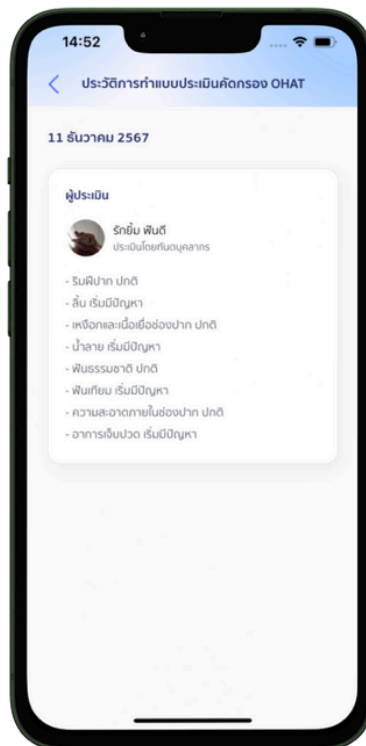 14:52
ประวัติการทำแบบประเมินคัดกรอง OHAT
11 ธันวาคม 2567
ผู้ประเมิน
รักยิ้ม ฟันดี
ประเมินโดยทันตบุคลากร
- ริมฝีปาก ปกติ
- ลิ้น เริ่มมีปัญหา
- เหงือกและเนื้อเยื่อช่องปาก ปกติ
- น้ำลาย เริ่มมีปัญหา
- ฟันธรรมชาติ ปกติ
- ฟันเทียม เริ่มมีปัญหา
- ความสะอาดภายในช่องปาก ปกติ
- อาการเจ็บปวด เริ่มมีปัญหา